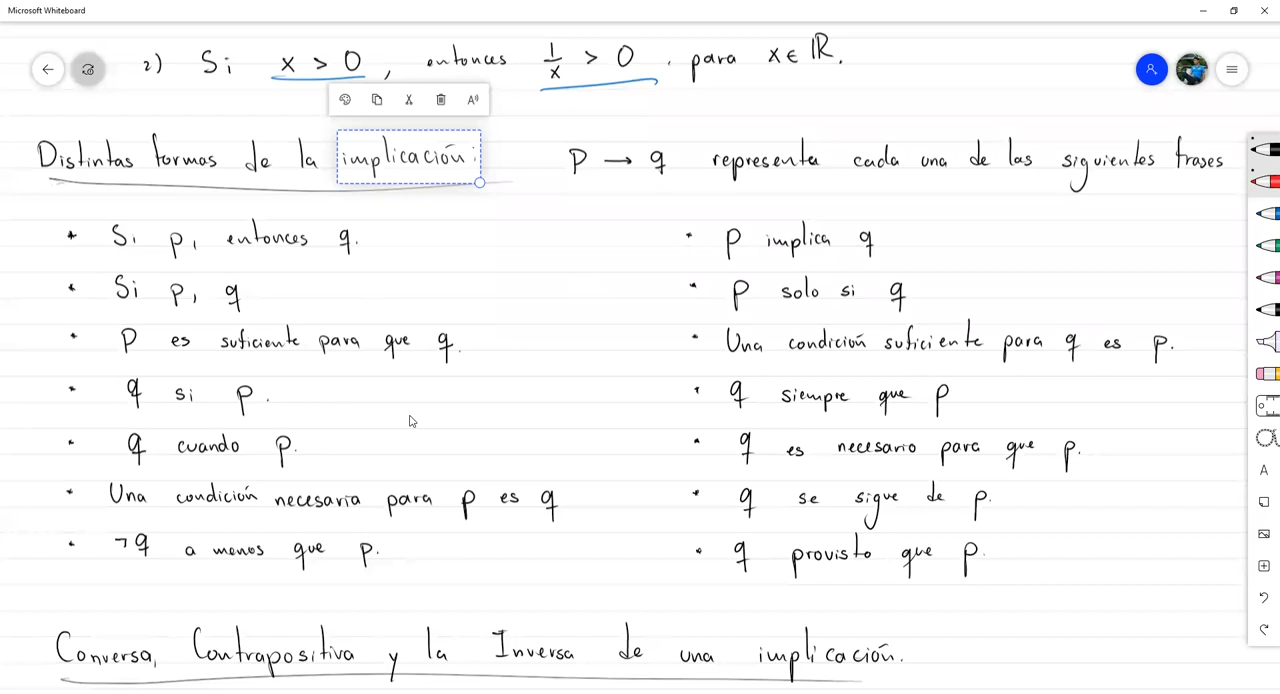 Microsoft Whiteboard
2) Si x > 0, entonces 1/x > 0, para x ∈ ℝ.
Distintas formas de la implicación: p → q representa cada una de las siguientes frases
• Si p, entonces q.
• Si p, q
• p es suficiente para que q.
• q si p.
• q cuando p.
• Una condición necesaria para p es q
• ¬q a menos que p.
• p implica q
• p solo si q
• Una condición suficiente para q es p.
• q siempre que p
• q es necesario para que p.
• q se sigue de p.
• q provisto que p.
Conversa, Contrapositiva y la Inversa de una implicación.